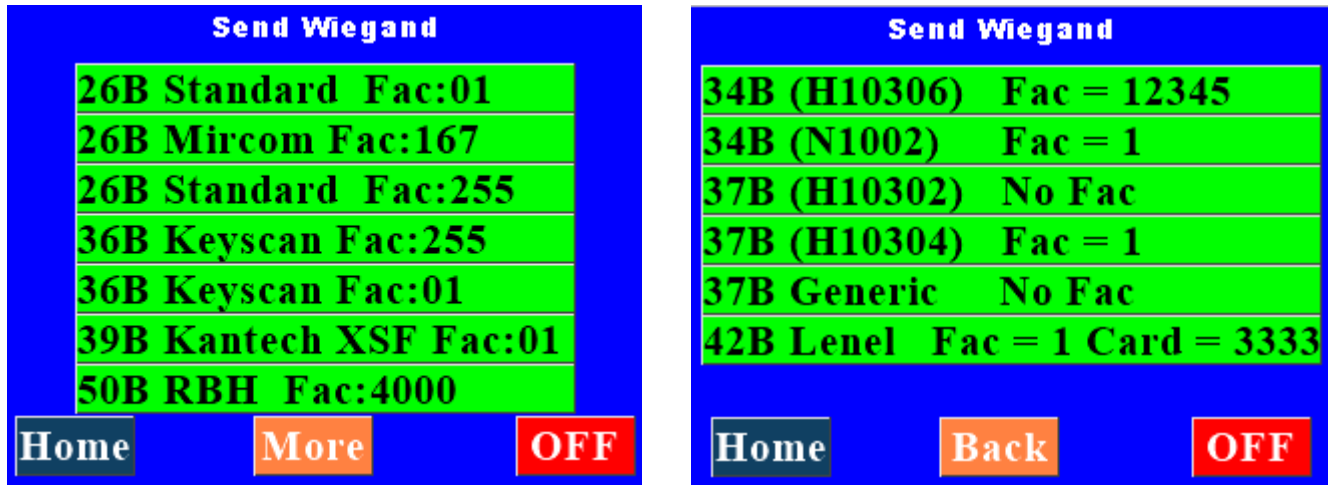 Send Wiegand
26B Standard  Fac:01
26B Mircom Fac:167
26B Standard  Fac:255
36B Keyscan Fac:255
36B Keyscan Fac:01
39B Kantech XSF Fac:01
50B RBH  Fac:4000
Home More OFF
Send Wiegand
34B (H10306)  Fac = 12345
34B (N1002)  Fac = 1
37B (H10302)  No Fac
37B (H10304)  Fac = 1
37B Generic  No Fac
42B Lenel  Fac = 1 Card = 3333
Home Back OFF